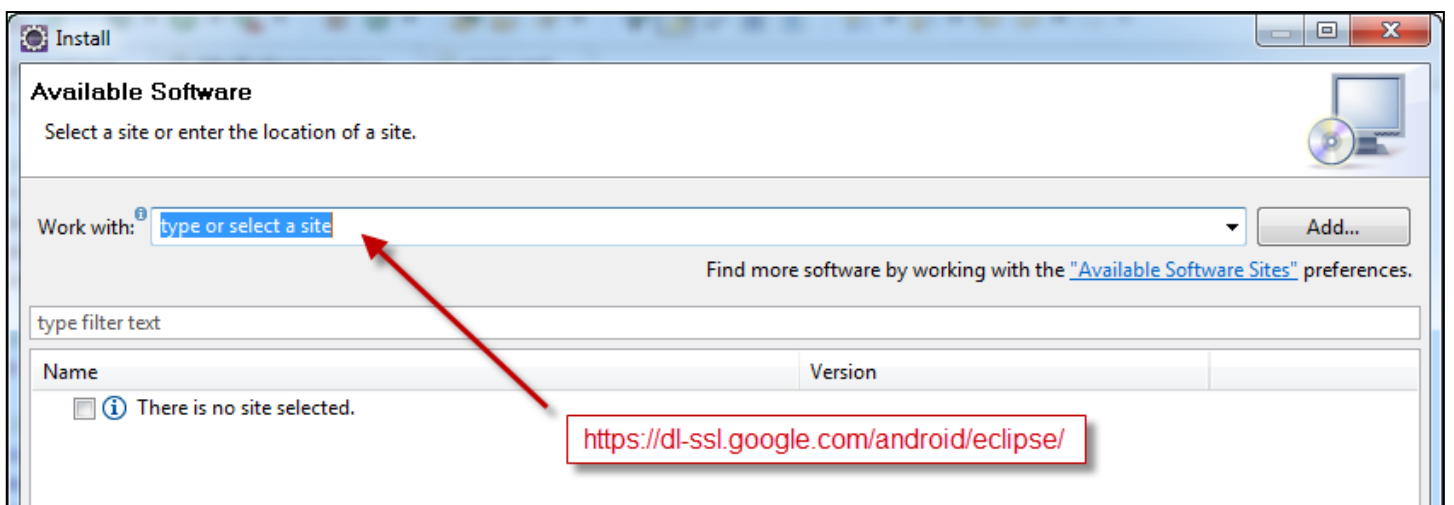 Install
Available Software
Select a site or enter the location of a site.
Work with: type or select a site
Add...
Find more software by working with the "Available Software Sites" preferences.
type filter text
Name Version
There is no site selected.
https://dl-ssl.google.com/android/eclipse/